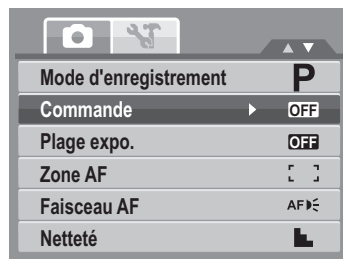 Mode d'enregistrement P
Commande OFF
Plage expo. OFF
Zone AF
Faisceau AF AF
Netteté